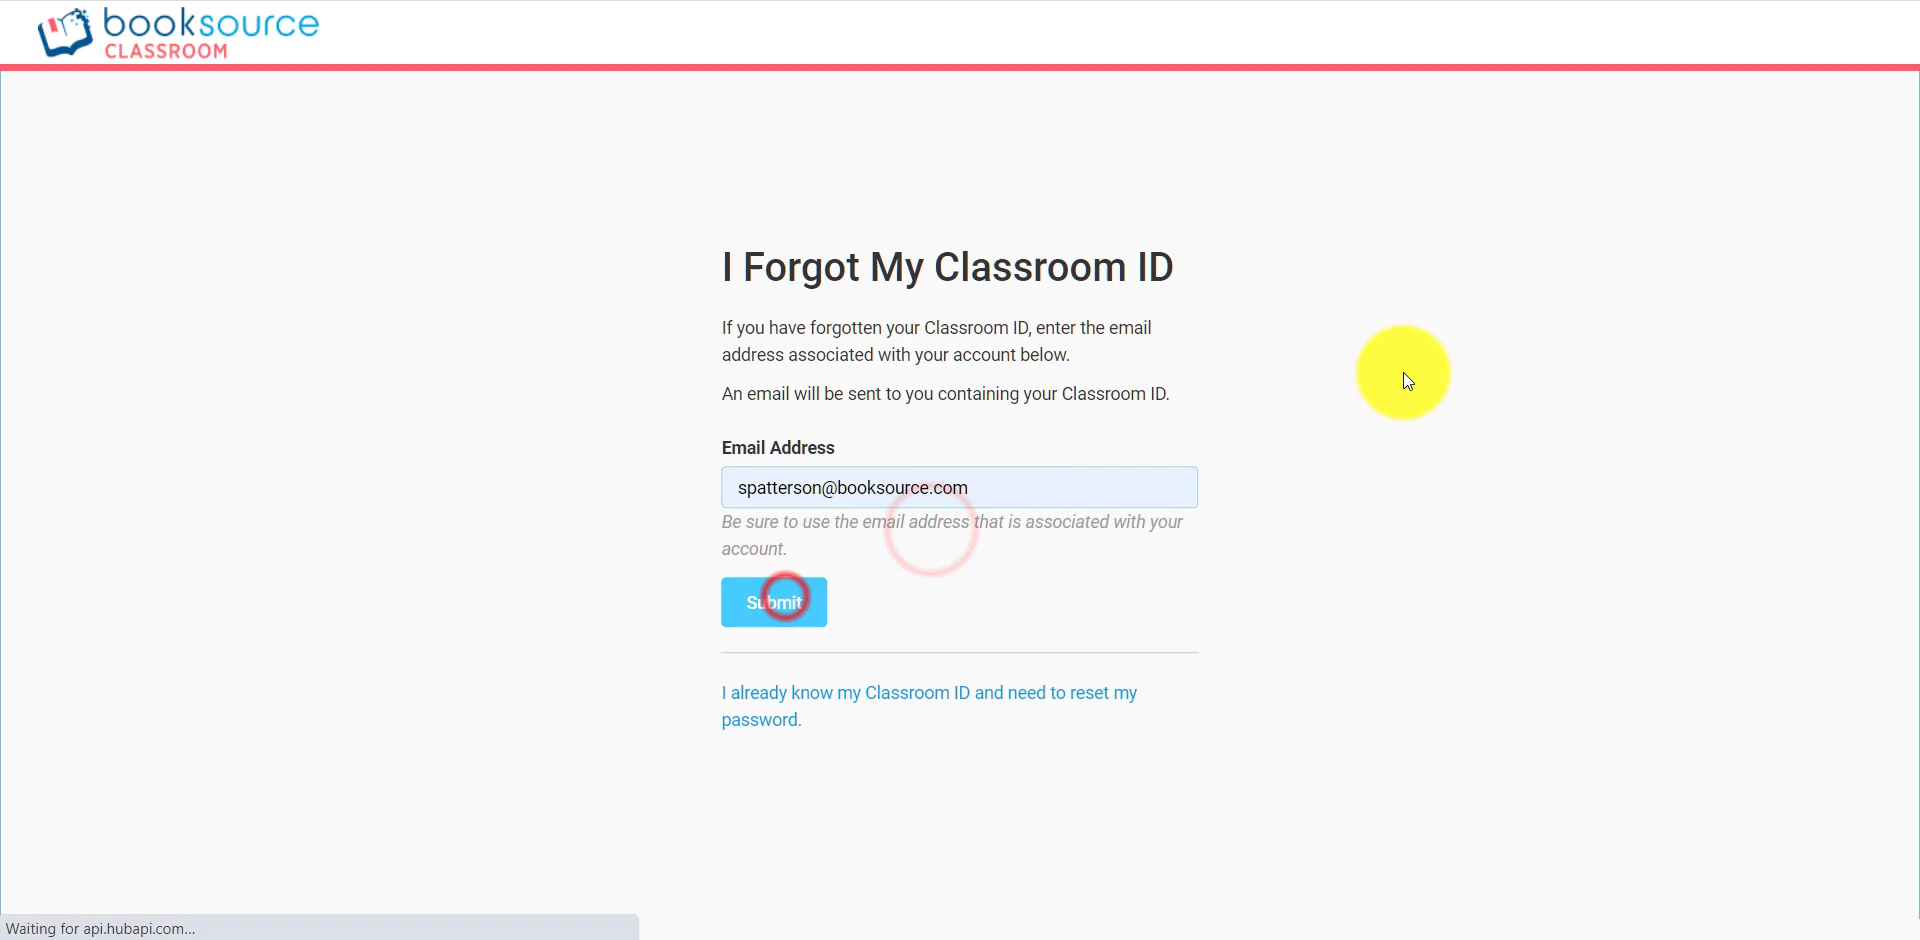 booksource
CLASSROOM
I Forgot My Classroom ID
If you have forgotten your Classroom ID, enter the email
address associated with your account below.
An email will be sent to you containing your Classroom ID.
Email Address
spatterson@booksource.com
Be sure to use the email address that is associated with your
account.
Submit
I already know my Classroom ID and need to reset my
password.
Waiting for api.hubapi.com...